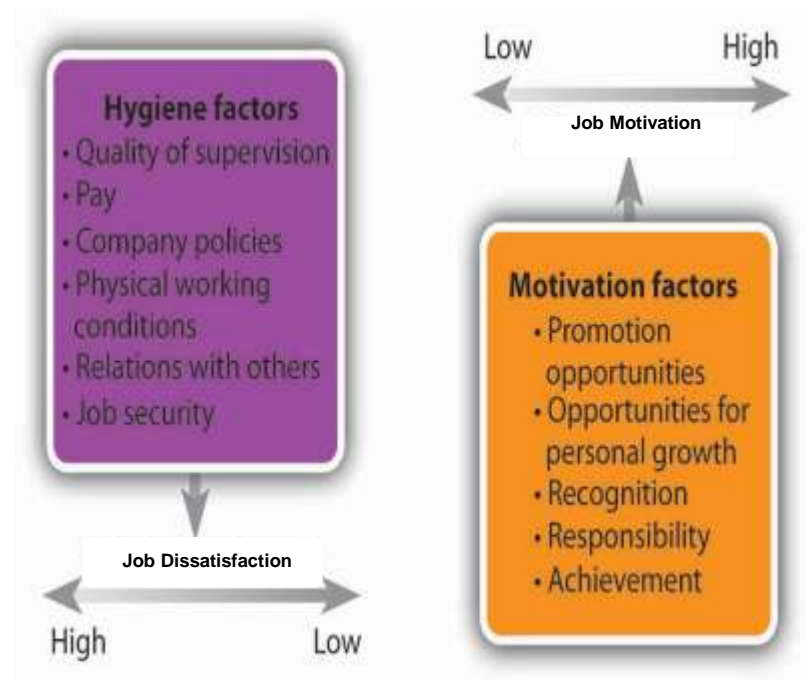 Hygiene factors
• Quality of supervision
• Pay
• Company policies
• Physical working
conditions
• Relations with others
• Job security
Job Dissatisfaction
High Low
Low High
Job Motivation
Motivation factors
• Promotion
opportunities
• Opportunities for
personal growth
• Recognition
• Responsibility
• Achievement